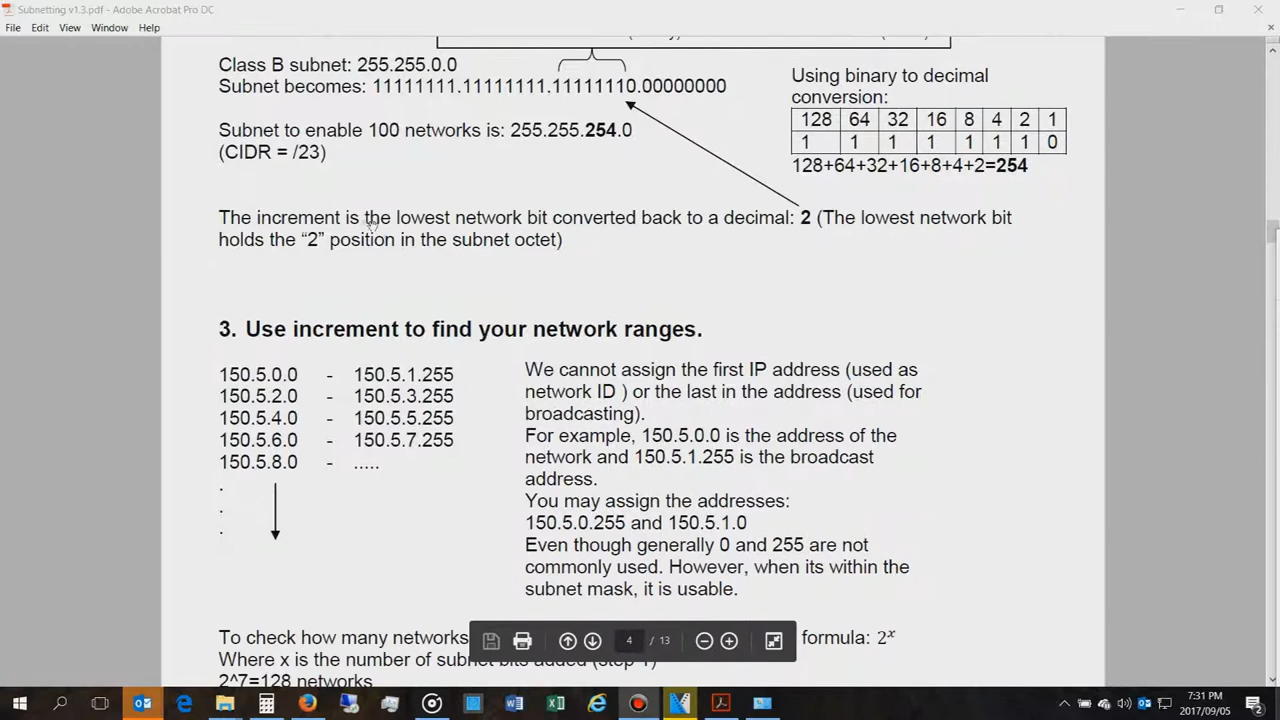 Subnetting v1.3.pdf - Adobe Acrobat Pro DC
File Edit View Window Help
Class B subnet: 255.255.0.0
Subnet becomes: 11111111.11111111.11111110.00000000
Subnet to enable 100 networks is: 255.255.254.0
(CIDR = /23)
Using binary to decimal
conversion:
128 64 32 16 8 4 2 1
1 1 1 1 1 1 1 0
128+64+32+16+8+4+2=254
The increment is the lowest network bit converted back to a decimal: 2 (The lowest network bit
holds the “2” position in the subnet octet)
3. Use increment to find your network ranges.
150.5.0.0 - 150.5.1.255
150.5.2.0 - 150.5.3.255
150.5.4.0 - 150.5.5.255
150.5.6.0 - 150.5.7.255
150.5.8.0 - .....
.
.
.
We cannot assign the first IP address (used as
network ID ) or the last in the address (used for
broadcasting).
For example, 150.5.0.0 is the address of the
network and 150.5.1.255 is the broadcast
address.
You may assign the addresses:
150.5.0.255 and 150.5.1.0
Even though generally 0 and 255 are not
commonly used. However, when its within the
subnet mask, it is usable.
To check how many networks formula: 2^x
Where x is the number of subnet bits added (step 1)
2^7=128 networks
4 / 13
7:31 PM
2017/09/05
2